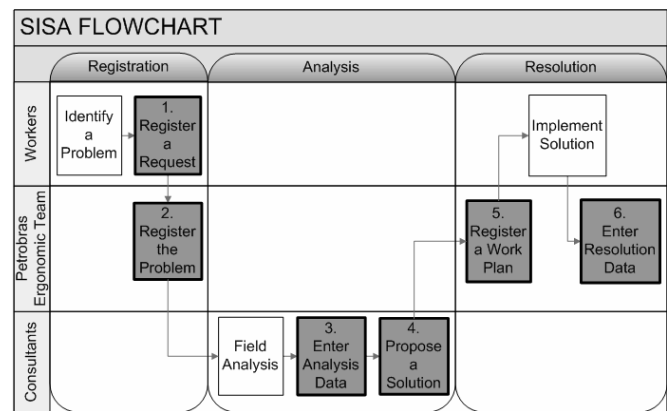 SISA FLOWCHART
Registration
Analysis
Resolution
Workers
Identify
a
Problem
1.
Register
a
Request
Implement
Solution
Petrobras
Ergonomic Team
2.
Register
the
Problem
5.
Register
a Work
Plan
6.
Enter
Resolution
Data
Consultants
Field
Analysis
3.
Enter
Analysis
Data
4.
Propose
a
Solution